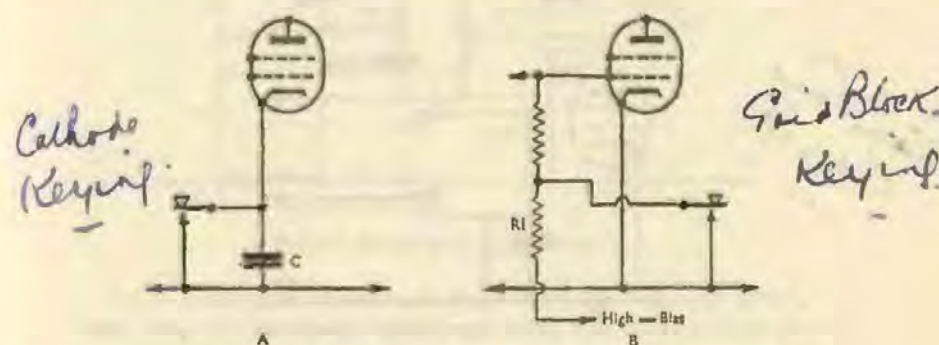 Cathode
Keying
Grid Block
Keying
C
R1
High — Bias
A
B